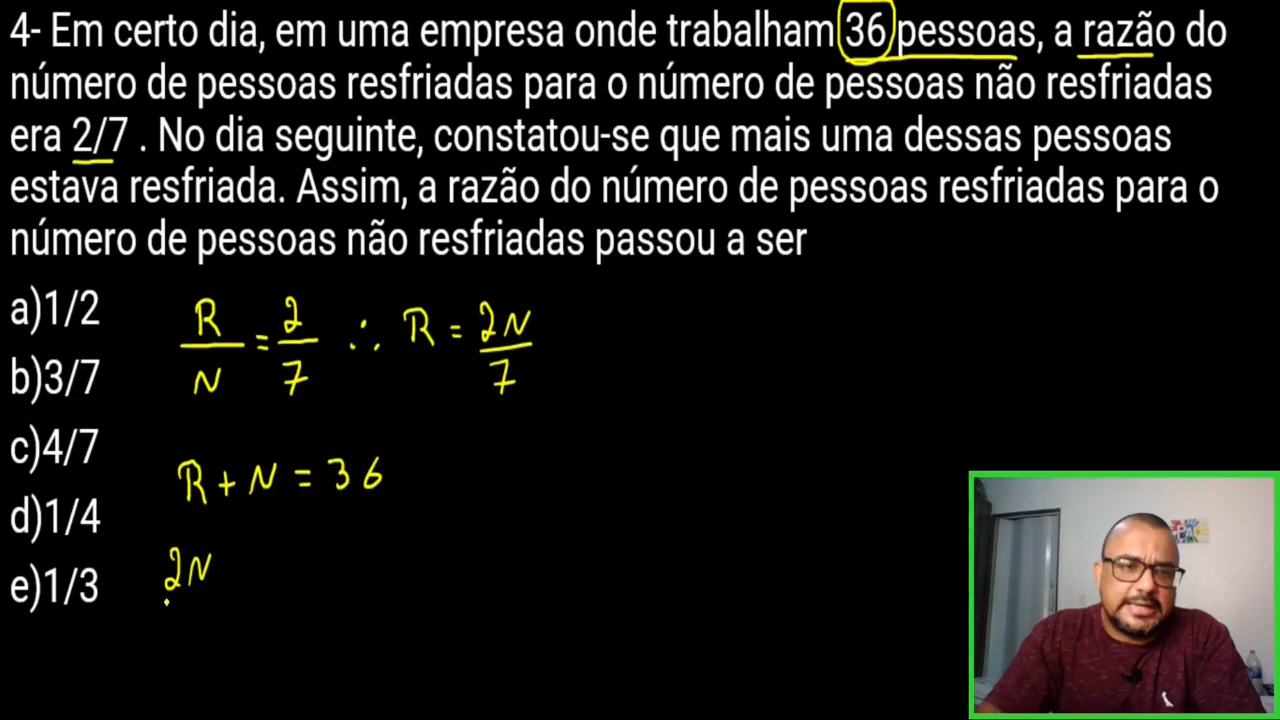 4- Em certo dia, em uma empresa onde trabalham 36 pessoas, a razão do
número de pessoas resfriadas para o número de pessoas não resfriadas
era 2/7 . No dia seguinte, constatou-se que mais uma dessas pessoas
estava resfriada. Assim, a razão do número de pessoas resfriadas para o
número de pessoas não resfriadas passou a ser
a)1/2
b)3/7
c)4/7
d)1/4
e)1/3
R/N = 2/7 ∴ R = 2N/7
R + N = 36
2N
PA